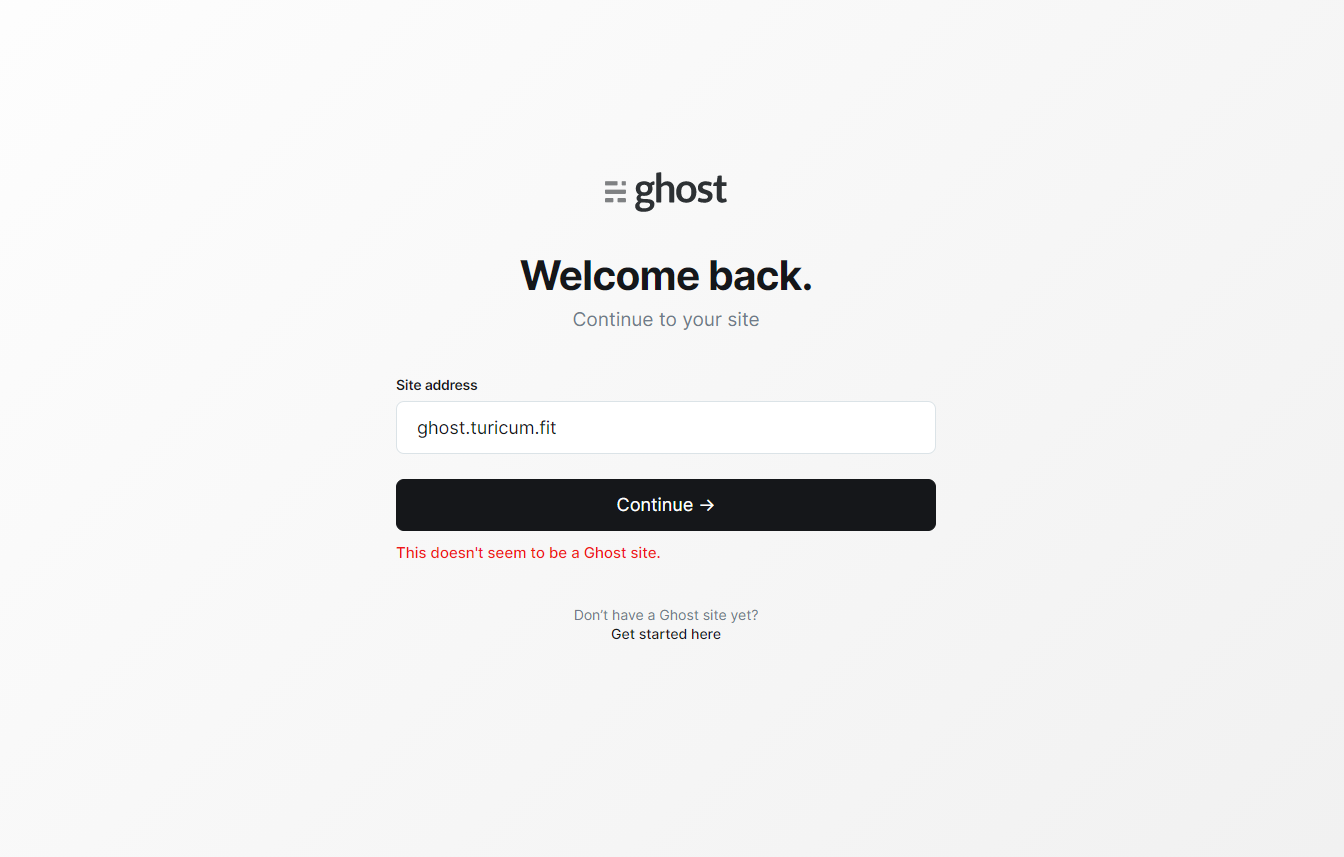 ghost
Welcome back.
Continue to your site
Site address
ghost.turicum.fit
Continue →
This doesn't seem to be a Ghost site.
Don’t have a Ghost site yet?
Get started here